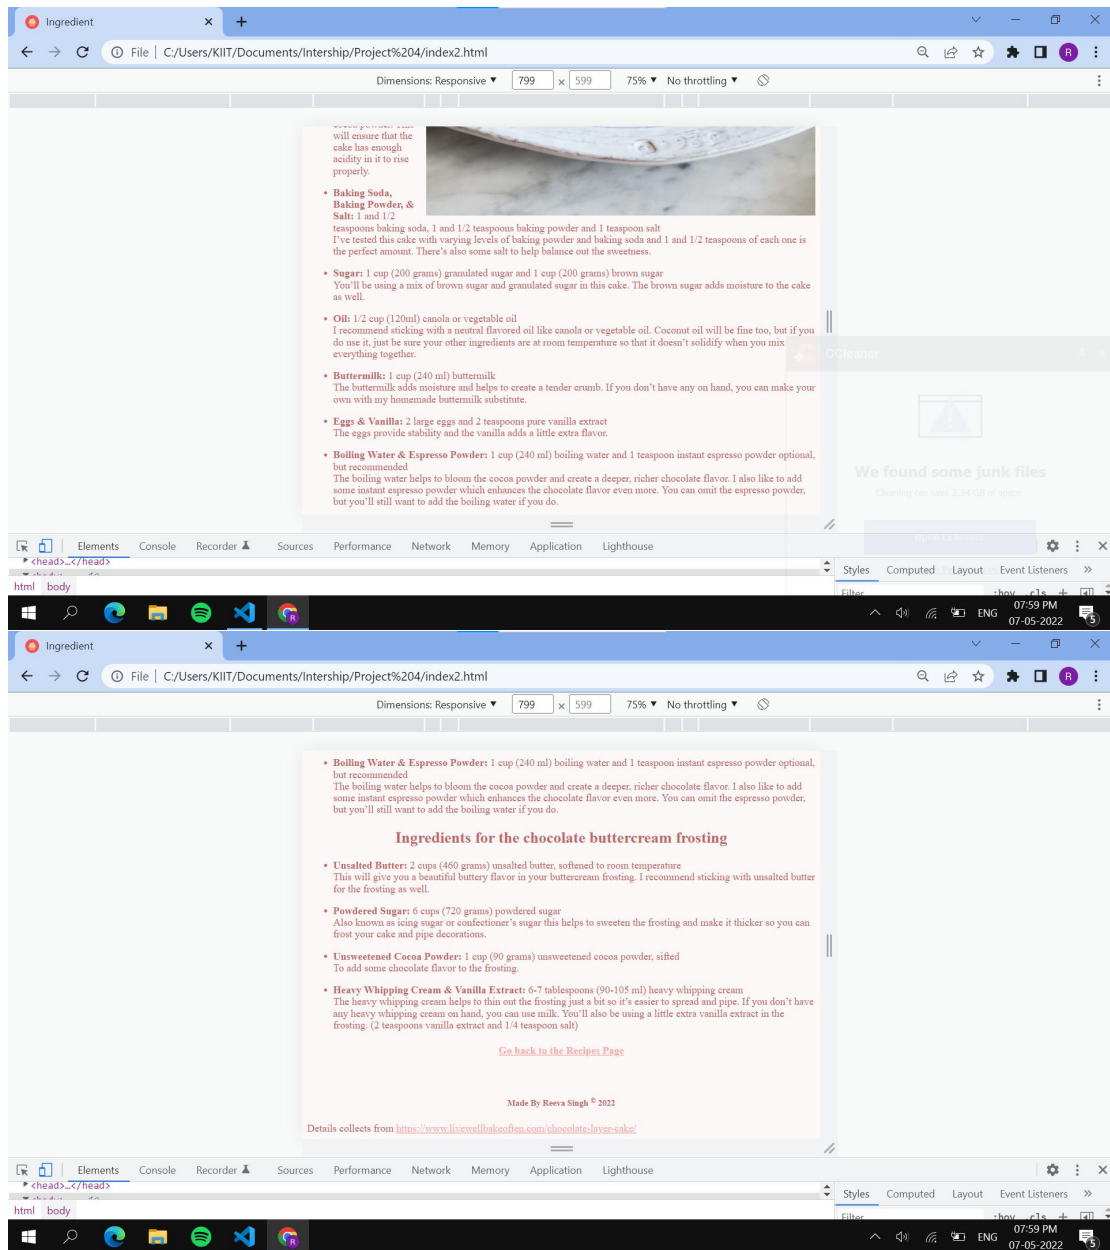 Ingredient
File | C:/Users/KIIT/Documents/Intership/Project%204/index2.html
R
Dimensions: Responsive ▼ 799 × 599 75% ▼ No throttling ▼
will ensure that the
cake has enough
acidity in it to rise
properly.
• Baking Soda,
Baking Powder, &
Salt: 1 and 1/2
teaspoons baking soda, 1 and 1/2 teaspoons baking powder and 1 teaspoon salt
I've tested this cake with varying levels of baking powder and baking soda and 1 and 1/2 teaspoons of each one is
the perfect amount. There's also some salt to help balance out the sweetness.
• Sugar: 1 cup (200 grams) granulated sugar and 1 cup (200 grams) brown sugar
You'll be using a mix of brown sugar and granulated sugar in this cake. The brown sugar adds moisture to the cake
as well.
• Oil: 1/2 cup (120ml) canola or vegetable oil
I recommend sticking with a neutral flavored oil like canola or vegetable oil. Coconut oil will be fine too, but if you
do use it, just be sure your other ingredients are at room temperature so that it doesn't solidify when you mix
everything together.
• Buttermilk: 1 cup (240 ml) buttermilk
The buttermilk adds moisture and helps to create a tender crumb. If you don't have any on hand, you can make your
own with my homemade buttermilk substitute.
• Eggs & Vanilla: 2 large eggs and 2 teaspoons pure vanilla extract
The eggs provide stability and the vanilla adds a little extra flavor.
• Boiling Water & Espresso Powder: 1 cup (240 ml) boiling water and 1 teaspoon instant espresso powder optional,
but recommended
The boiling water helps to bloom the cocoa powder and create a deeper, richer chocolate flavor. I also like to add
some instant espresso powder which enhances the chocolate flavor even more. You can omit the espresso powder,
but you'll still want to add the boiling water if you do.
CCleaner
We found some junk files
Elements Console Recorder Sources Performance Network Memory Application Lighthouse
<head>…</head>
Styles Computed Layout Event Listeners »
html body
Filter :hov .cls +
ENG
07:59 PM
07-05-2022
5
Ingredient
File | C:/Users/KIIT/Documents/Intership/Project%204/index2.html
R
Dimensions: Responsive ▼ 799 × 599 75% ▼ No throttling ▼
• Boiling Water & Espresso Powder: 1 cup (240 ml) boiling water and 1 teaspoon instant espresso powder optional,
but recommended
The boiling water helps to bloom the cocoa powder and create a deeper, richer chocolate flavor. I also like to add
some instant espresso powder which enhances the chocolate flavor even more. You can omit the espresso powder,
but you'll still want to add the boiling water if you do.
Ingredients for the chocolate buttercream frosting
• Unsalted Butter: 2 cups (460 grams) unsalted butter, softened to room temperature
This will give you a beautiful buttery flavor in your buttercream frosting. I recommend sticking with unsalted butter
for the frosting as well.
• Powdered Sugar: 6 cups (720 grams) powdered sugar
Also known as icing sugar or confectioner's sugar this helps to sweeten the frosting and make it thicker so you can
frost your cake and pipe decorations.
• Unsweetened Cocoa Powder: 1 cup (90 grams) unsweetened cocoa powder, sifted
To add some chocolate flavor to the frosting.
• Heavy Whipping Cream & Vanilla Extract: 6-7 tablespoons (90-105 ml) heavy whipping cream
The heavy whipping cream helps to thin out the frosting just a bit so it's easier to spread and pipe. If you don't have
any heavy whipping cream on hand, you can use milk. You'll also be using a little extra vanilla extract in the
frosting. (2 teaspoons vanilla extract and 1/4 teaspoon salt)
Go back to the Recipes Page
Made By Reeva Singh © 2022
Details collects from https://www.livewellbakeoften.com/chocolate-layer-cake/
Elements Console Recorder Sources Performance Network Memory Application Lighthouse
<head>…</head>
Styles Computed Layout Event Listeners »
html body
Filter :hov .cls +
ENG
07:59 PM
07-05-2022
5